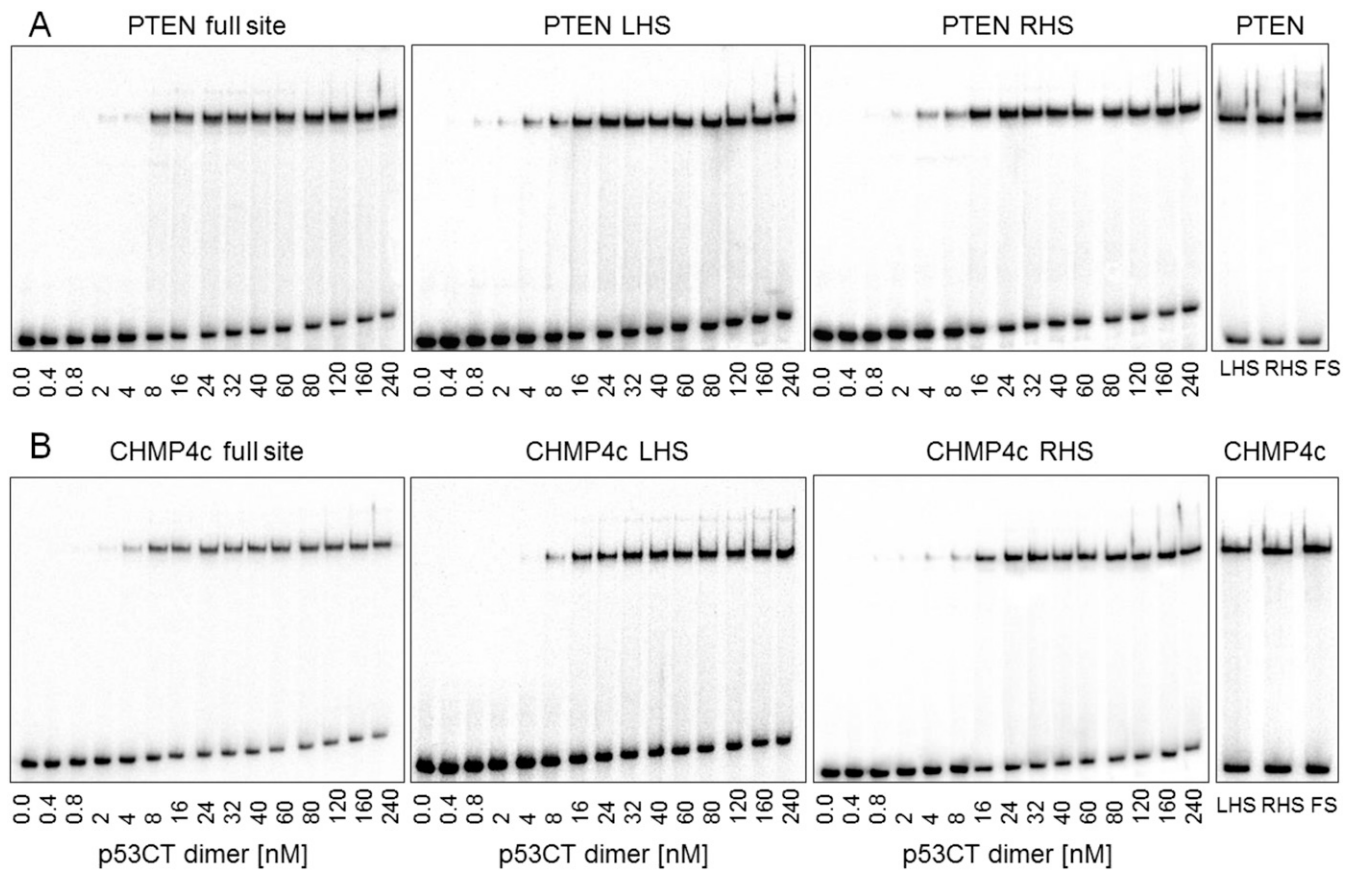 A
PTEN full site PTEN LHS PTEN RHS PTEN
0.0 0.4 0.8 2 4 8 16 24 32 40 60 80 120 160 240 0.0 0.4 0.8 2 4 8 16 24 32 40 60 80 120 160 240 0.0 0.4 0.8 2 4 8 16 24 32 40 60 80 120 160 240 LHS RHS FS
B
CHMP4c full site CHMP4c LHS CHMP4c RHS CHMP4c
0.0 0.4 0.8 2 4 8 16 24 32 40 60 80 120 160 240 0.0 0.4 0.8 2 4 8 16 24 32 40 60 80 120 160 240 0.0 0.4 0.8 2 4 8 16 24 32 40 60 80 120 160 240 LHS RHS FS
p53CT dimer [nM] p53CT dimer [nM] p53CT dimer [nM]